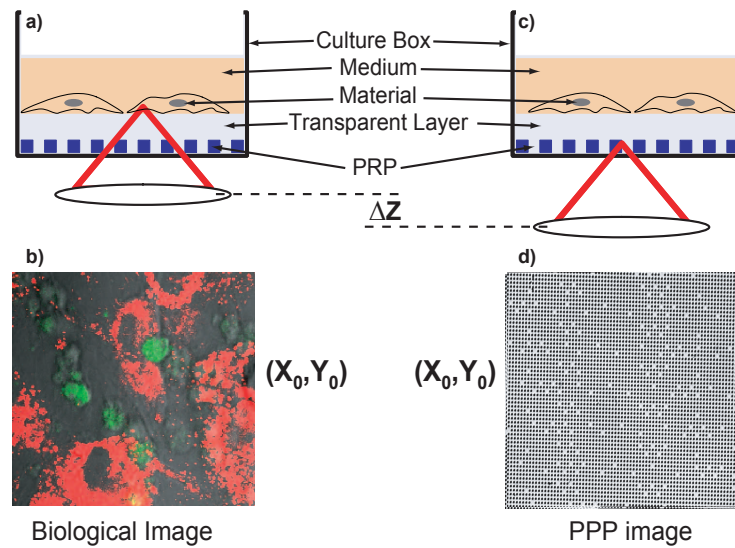 a)
c)
Culture Box
Medium
Material
Transparent Layer
PRP
ΔZ
b)
d)
(X₀,Y₀)
(X₀,Y₀)
Biological Image
PPP image